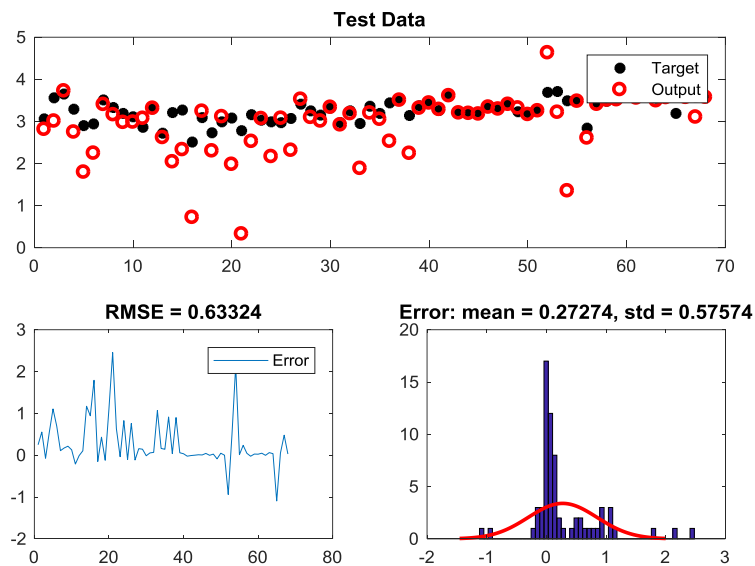 Test Data
5
4
3
2
1
0
Target
Output
0 10 20 30 40 50 60 70
RMSE = 0.63324
3
2
1
0
-1
-2
Error
0 20 40 60 80
Error: mean = 0.27274, std = 0.57574
20
15
10
5
0
-2 -1 0 1 2 3